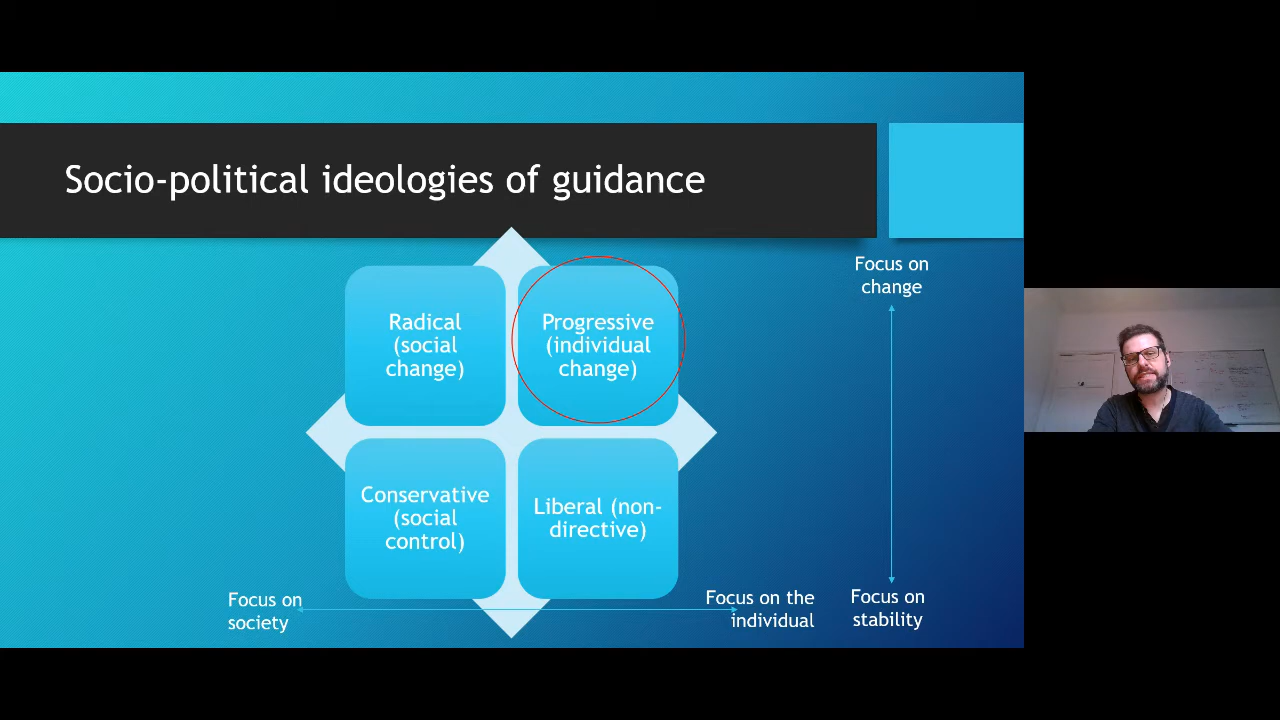 Socio-political ideologies of guidance
Radical
(social
change)
Progressive
(individual
change)
Conservative
(social
control)
Liberal (non-
directive)
Focus on
change
Focus on
society
Focus on the
individual
Focus on
stability